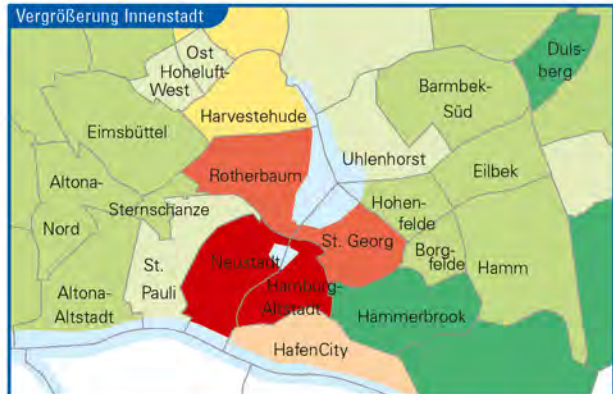 Vergrößerung Innenstadt
Ost
Hoheluft-
West
Duls-
berg
Barmbek-
Süd
Harvestehude
Eimsbüttel
Uhlenhorst
Eilbek
Altona-
Nord
Rotherbaum
Sternschanze
Hohen-
felde
St. Georg
Borg-
felde
Hamm
St.
Pauli
Neustadt
Hamburg-
Altstadt
Altona-
Altstadt
Hammerbrook
HafenCity